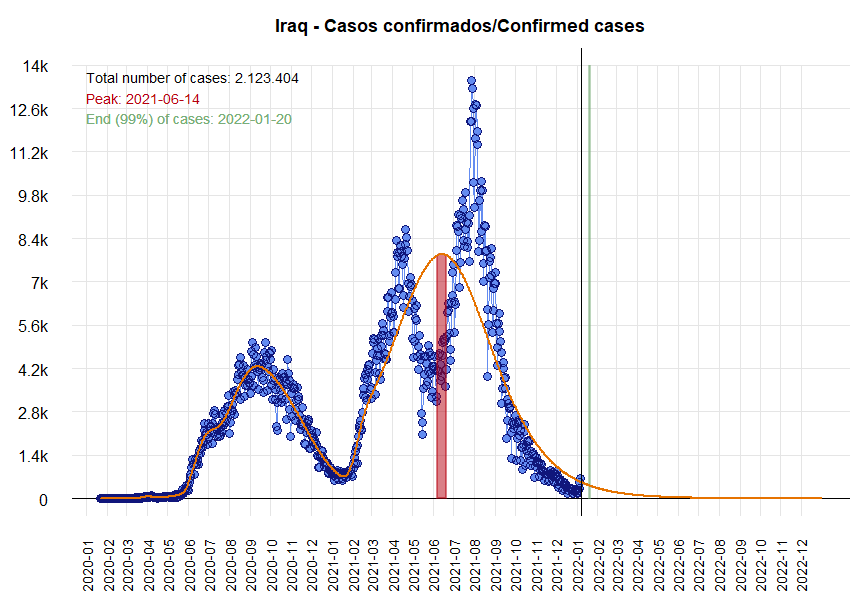 Iraq - Casos confirmados/Confirmed cases
14k
Total number of cases: 2.123.404
Peak: 2021-06-14
12.6k
End (99%) of cases: 2022-01-20
11.2k
9.8k
8.4k
7k
5.6k
4.2k
2.8k
1.4k
0
2020-01
2020-02
2020-03
2020-04
2020-05
2020-06
2020-07
2020-08
2020-09
2020-10
2020-11
2020-12
2021-01
2021-02
2021-03
2021-04
2021-05
2021-06
2021-07
2021-08
2021-09
2021-10
2021-11
2021-12
2022-01
2022-02
2022-03
2022-04
2022-05
2022-06
2022-07
2022-08
2022-09
2022-10
2022-11
2022-12